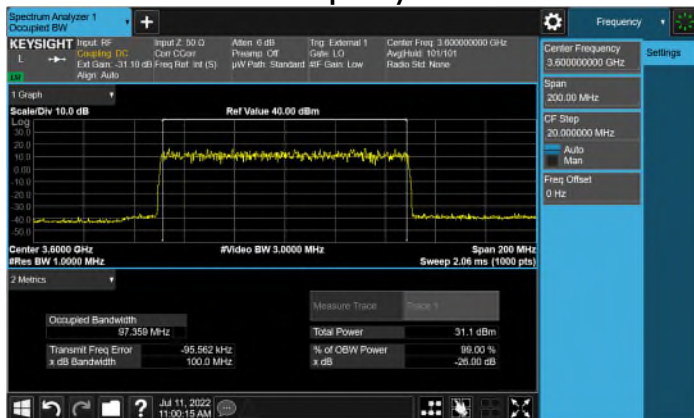 Spectrum Analyzer 1
Occupied BW
+
Frequency
KEYSIGHT
L
Input: RF
Coupling: DC
Ext Gain: -31.10 dB
Align: Auto
Input Z: 50 Ω
Corr CCorr
Freq Ref: Int (S)
Atten: 6 dB
Preamp: Off
µW Path: Standard
Trig: External 1
Gate: LO
#IF Gain: Low
Center Freq: 3.600000000 GHz
Avg|Hold: 101/101
Radio Std: None
1 Graph
Scale/Div 10.0 dB
Ref Value 40.00 dBm
Log
30.0
20.0
10.0
0.00
-10.0
-20.0
-30.0
-40.0
-50.0
Center 3.6000 GHz
#Video BW 3.0000 MHz
Span 200 MHz
#Res BW 1.0000 MHz
Sweep 2.06 ms (1000 pts)
2 Metrics
Measure Trace
Trace 1
Occupied Bandwidth
97.359 MHz
Total Power
31.1 dBm
Transmit Freq Error
-95.562 kHz
% of OBW Power
99.00 %
x dB Bandwidth
100.0 MHz
x dB
-26.00 dB
Center Frequency
3.600000000 GHz
Settings
Span
200.00 MHz
CF Step
20.000000 MHz
Auto
Man
Freq Offset
0 Hz
?
Jul 11, 2022
11:00:15 AM